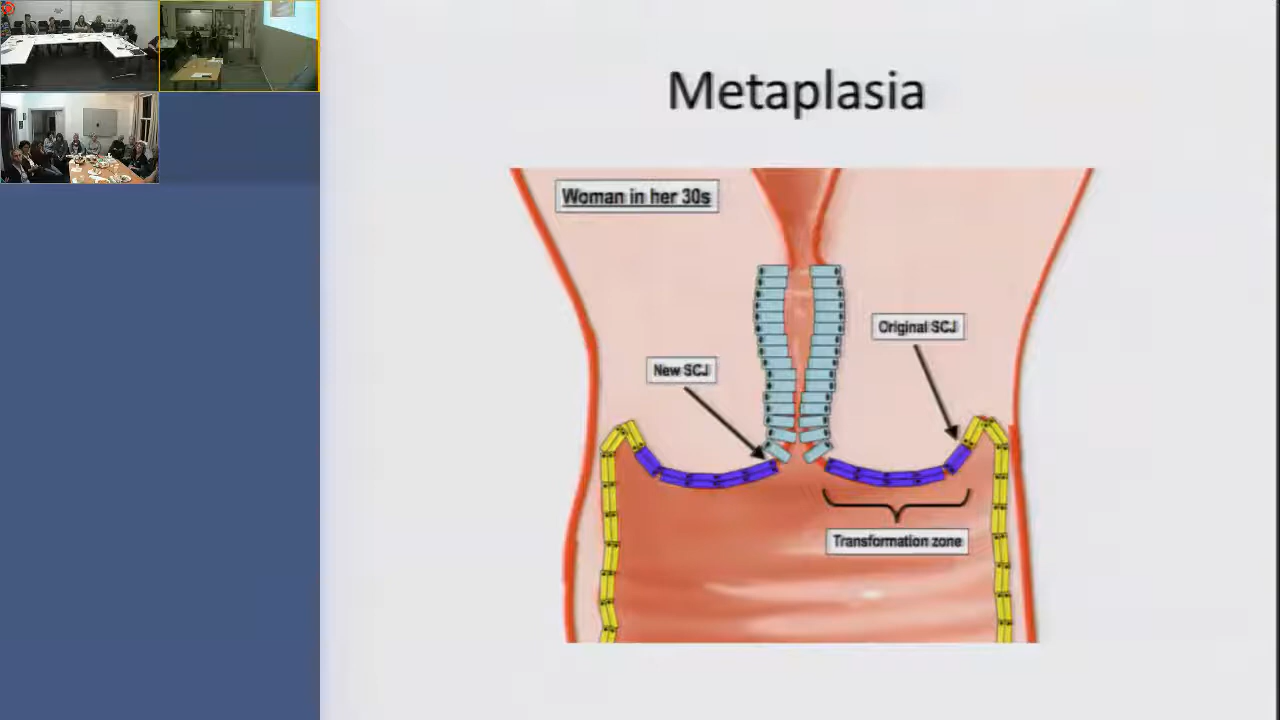 Metaplasia
Woman in her 30s
Original SCJ
New SCJ
Transformation zone